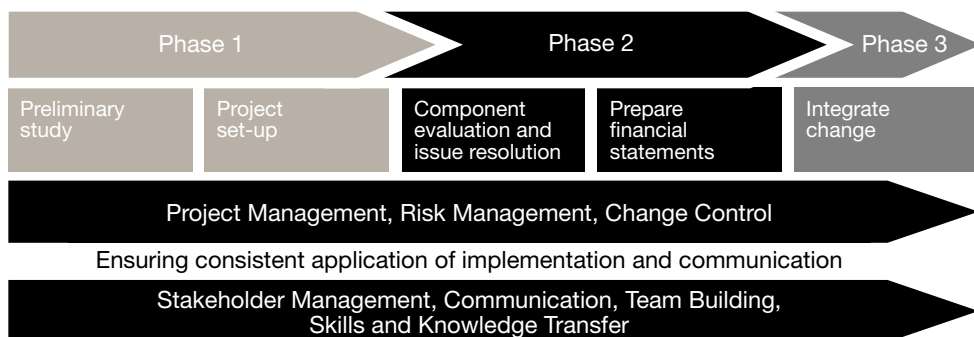 Phase 1
Phase 2
Phase 3
Preliminary
study
Project
set-up
Component
evaluation and
issue resolution
Prepare
financial
statements
Integrate
change
Project Management, Risk Management, Change Control
Ensuring consistent application of implementation and communication
Stakeholder Management, Communication, Team Building,
Skills and Knowledge Transfer